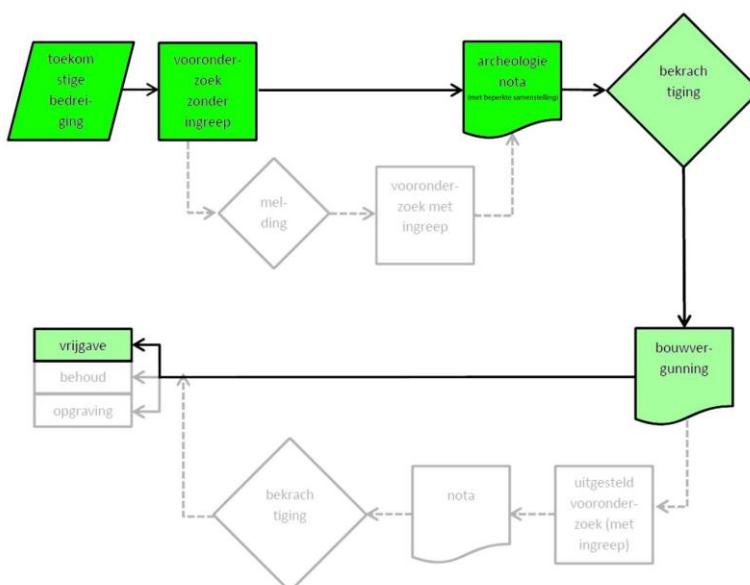 toekom
stige
bedrei-
ging
vooronder-
zoek
zonder
ingreep
archeologie
nota
(met beperkte samenstelling)
bekrach
tiging
mel-
ding
vooronder-
zoek met
ingreep
vrijgave
behoud
opgraving
bouwver-
gunning
bekrach
tiging
nota
uitgesteld
vooronder-
zoek (met
ingreep)